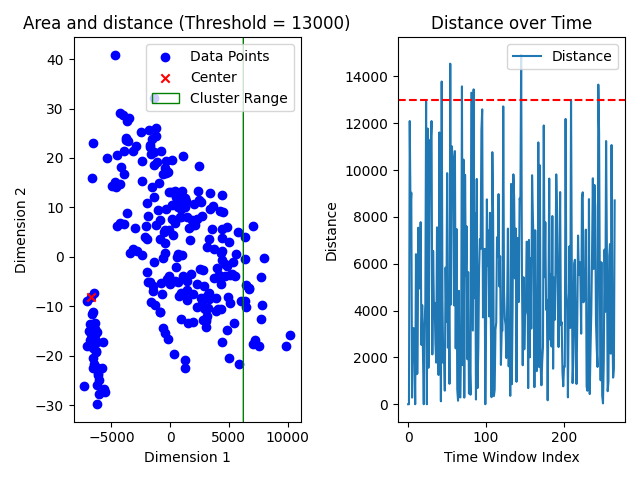 Area and distance (Threshold = 13000)
Data Points
Center
Cluster Range
Dimension 2
40
30
20
10
0
−10
−20
−30
−5000 0 5000 10000
Dimension 1
Distance over Time
Distance
Distance
14000
12000
10000
8000
6000
4000
2000
0
0 100 200
Time Window Index